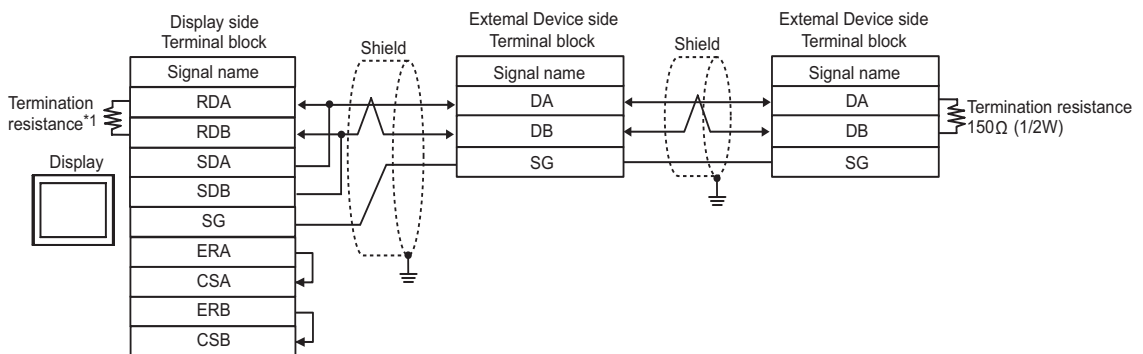 Display side
Terminal block
Signal name
RDA
RDB
SDA
SDB
SG
ERA
CSA
ERB
CSB
Termination
resistance*1
Display
Shield
External Device side
Terminal block
Signal name
DA
DB
SG
Shield
External Device side
Terminal block
Signal name
DA
DB
SG
Termination resistance
150Ω (1/2W)